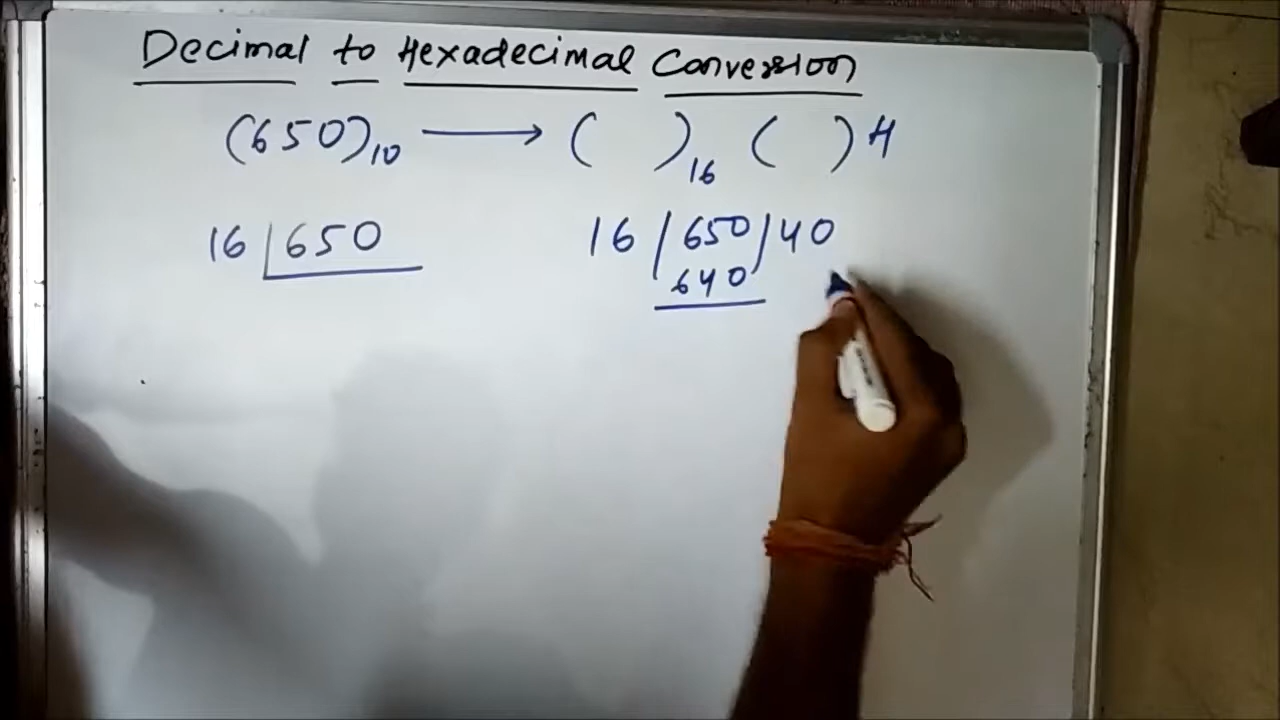 Decimal to Hexadecimal Conversion
(650)10 ⟶ ( )16 ( )H
16 650 16 / 650 / 40
640